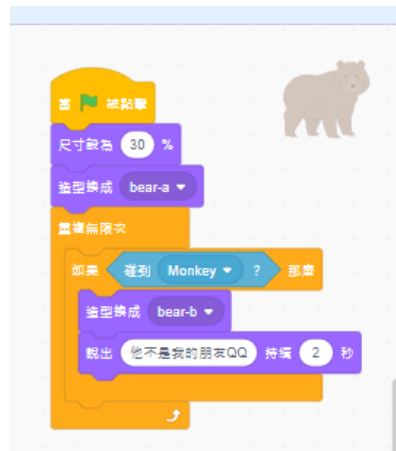 當 被點擊
尺寸設為 30 %
造型換成 bear-a
重複無限次
如果 碰到 Monkey ? 那麼
造型換成 bear-b
說出 他不是我的朋友QQ 持續 2 秒